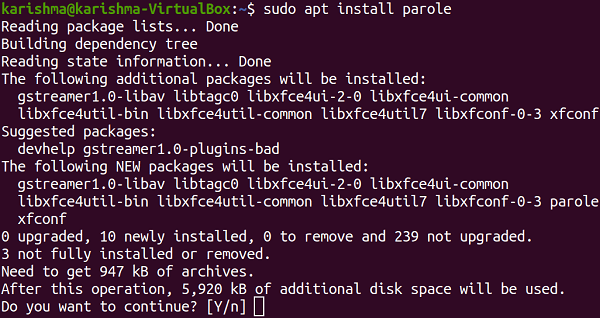 karishma@karishma-VirtualBox:~$ sudo apt install parole
Reading package lists... Done
Building dependency tree
Reading state information... Done
The following additional packages will be installed:
  gstreamer1.0-libav libtagc0 libxfce4ui-2-0 libxfce4ui-common
  libxfce4util-bin libxfce4util-common libxfce4util7 libxfconf-0-3 xfconf
Suggested packages:
  devhelp gstreamer1.0-plugins-bad
The following NEW packages will be installed:
  gstreamer1.0-libav libtagc0 libxfce4ui-2-0 libxfce4ui-common
  libxfce4util-bin libxfce4util-common libxfce4util7 libxfconf-0-3 parole
  xfconf
0 upgraded, 10 newly installed, 0 to remove and 239 not upgraded.
3 not fully installed or removed.
Need to get 947 kB of archives.
After this operation, 5,920 kB of additional disk space will be used.
Do you want to continue? [Y/n]